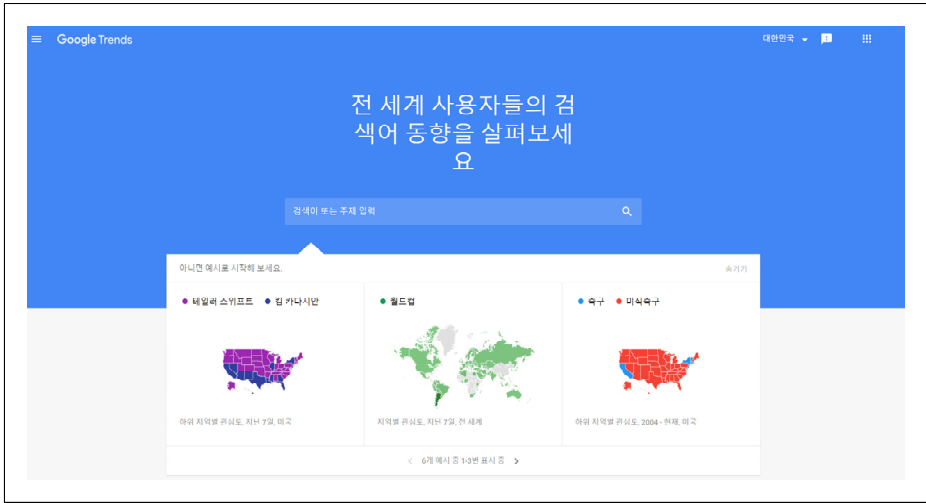 Google Trends
대한민국
전 세계 사용자들의 검
색어 동향을 살펴보세
요
검색어 또는 주제 입력
아니면 예시로 시작해 보세요.
숨기기
테일러 스위프트 킴 카다시안
월드컵
축구 미식축구
하위 지역별 관심도, 지난 7일, 미국
지역별 관심도, 지난 7일, 전 세계
하위 지역별 관심도, 2004 - 현재, 미국
6개 예시 중 1-3번 표시 중